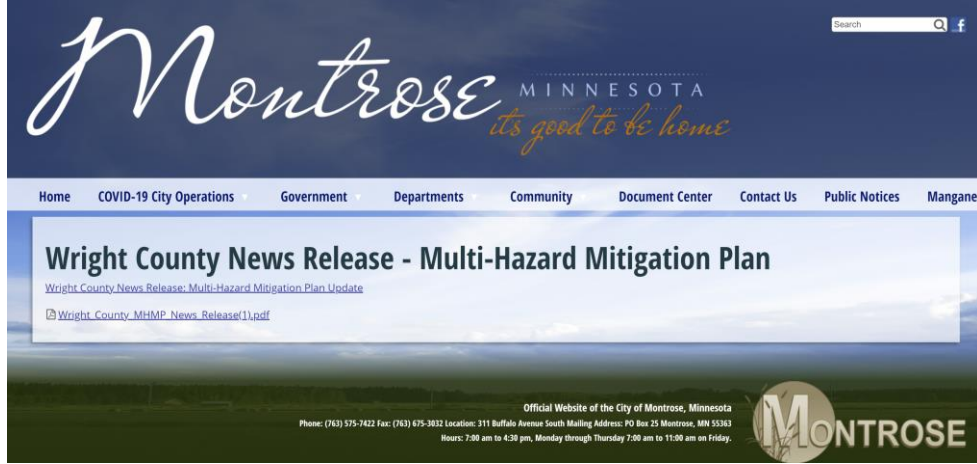 Search
f
Montrose
MINNESOTA
it's good to be home
Home COVID-19 City Operations Government Departments Community Document Center Contact Us Public Notices Mangane
Wright County News Release - Multi-Hazard Mitigation Plan
Wright County News Release: Multi-Hazard Mitigation Plan Update
Wright_County_MHMP_News_Release(1).pdf
Official Website of the City of Montrose, Minnesota
Phone: (763) 575-7422 Fax: (763) 675-3032 Location: 311 Buffalo Avenue South Mailing Address: PO Box 25 Montrose, MN 55363
Hours: 7:00 am to 4:30 pm, Monday through Thursday 7:00 am to 11:00 am on Friday.
MONTROSE